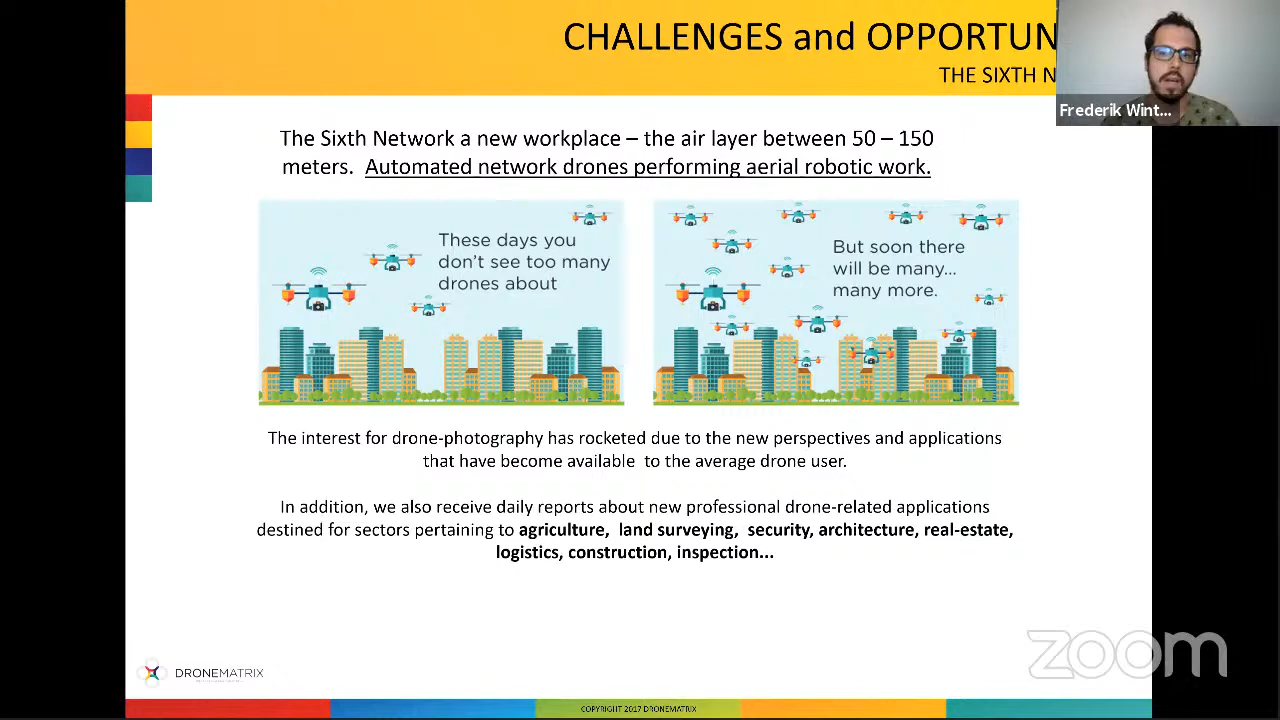 CHALLENGES and OPPORTUN
THE SIXTH N
Frederik Wint...
The Sixth Network a new workplace – the air layer between 50 – 150
meters. Automated network drones performing aerial robotic work.
These days you
don't see too many
drones about
But soon there
will be many...
many more.
The interest for drone-photography has rocketed due to the new perspectives and applications
that have become available to the average drone user.
In addition, we also receive daily reports about new professional drone-related applications
destined for sectors pertaining to agriculture, land surveying, security, architecture, real-estate,
logistics, construction, inspection...
zoom
DRONEMATRIX
COPYRIGHT 2017 DRONEMATRIX